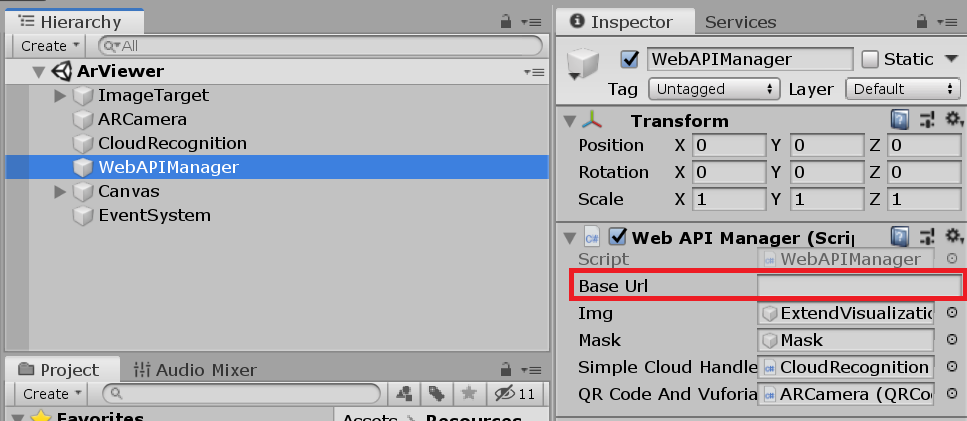 Hierarchy
Create
All
ArViewer
ImageTarget
ARCamera
CloudRecognition
WebAPIManager
Canvas
EventSystem
Project
Audio Mixer
Create
11
Favorites
Assets > Resources
Inspector
Services
WebAPIManager
Static
Tag Untagged Layer Default
Transform
Position X 0 Y 0 Z 0
Rotation X 0 Y 0 Z 0
Scale X 1 Y 1 Z 1
C# Web API Manager (Scrip
Script C# WebAPIManager
Base Url
Img ExtendVisualizatio
Mask Mask
Simple Cloud Handle C# CloudRecognition
QR Code And Vuforia C# ARCamera (QRCo